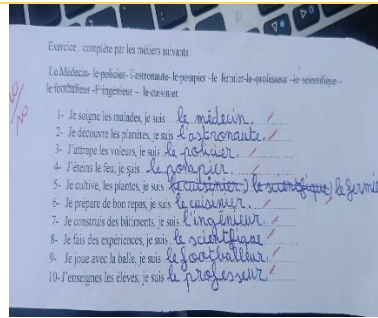 Exercice : complète par les métiers suivants
Le Médecin- le policier- l'astronaute- le pompier -le fermier-le professeur -le scientifique -
le footballeur -l'ingénieur – le cuisinier.
1- Je soigne les malades, je suis le médecin.
2- Je découvre les planètes, je suis l'astronaute.
3- J'attrape les voleurs, je suis le policier.
4- J'éteins le feu, je suis le pompier.
5- Je cultive, les plantes, je suis (le cuisinier) (le scientifique) le fermier
6- Je prépare de bon repas, je suis le cuisinier.
7- Je construis des bâtiments, je suis l'ingénieur.
8- Je fais des expériences, je suis le scientifique
9- Je joue avec la balle, je suis le footballeur.
10- J'enseignes les élèves, je suis le professeur.